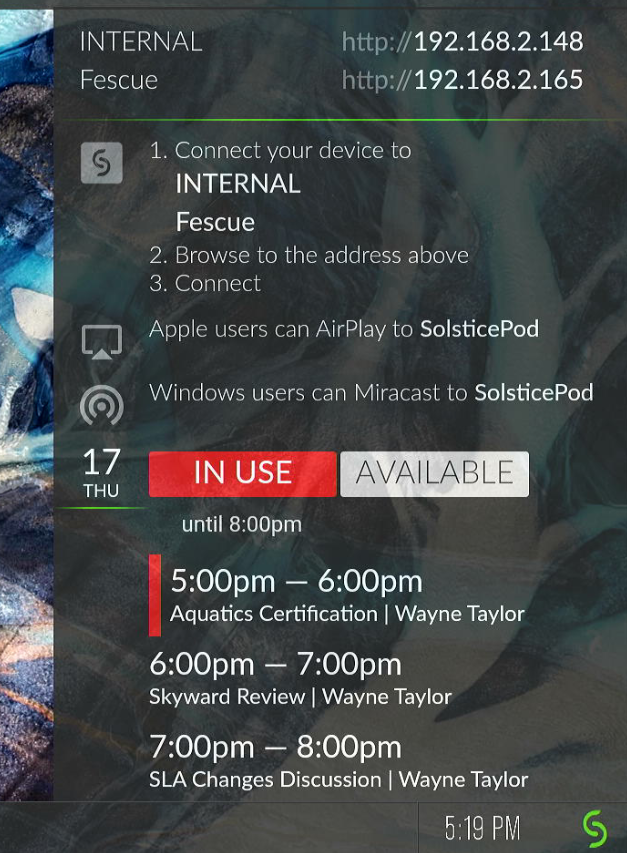 INTERNAL http://192.168.2.148
Fescue http://192.168.2.165
1. Connect your device to
INTERNAL
Fescue
2. Browse to the address above
3. Connect
Apple users can AirPlay to SolsticePod
Windows users can Miracast to SolsticePod
17
THU
IN USE AVAILABLE
until 8:00pm
5:00pm — 6:00pm
Aquatics Certification | Wayne Taylor
6:00pm — 7:00pm
Skyward Review | Wayne Taylor
7:00pm — 8:00pm
SLA Changes Discussion | Wayne Taylor
5:19 PM